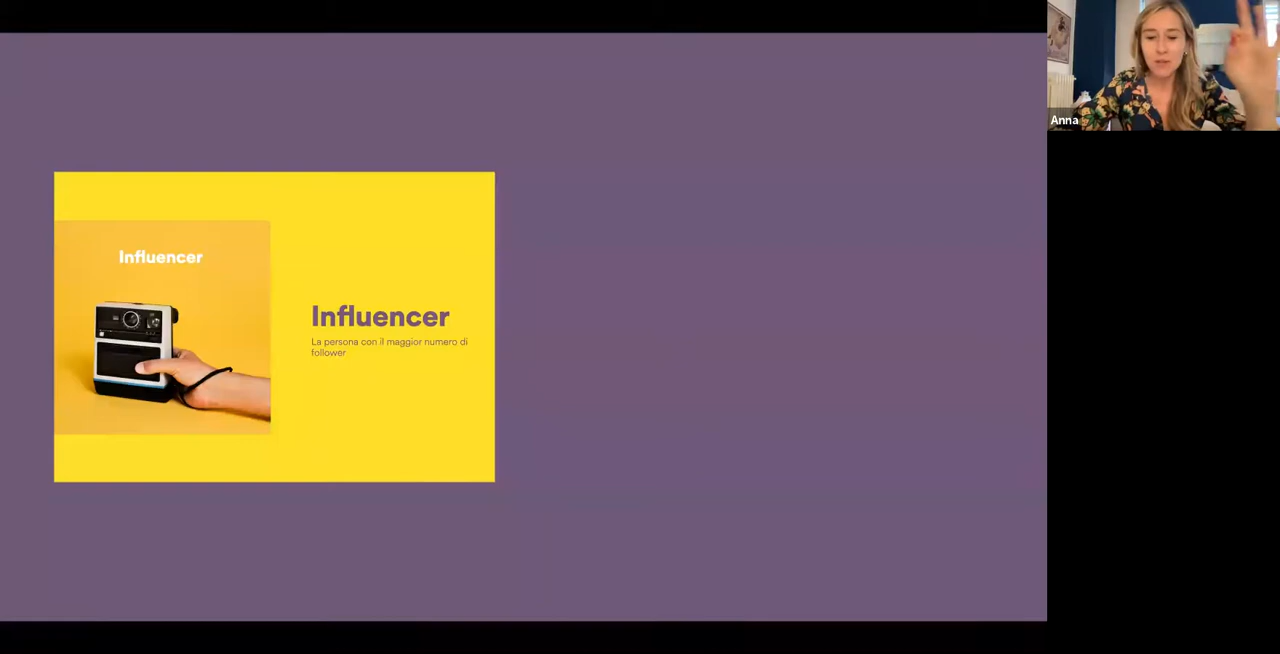 Anna
Influencer
Influencer
La persona con il maggior numero di
follower